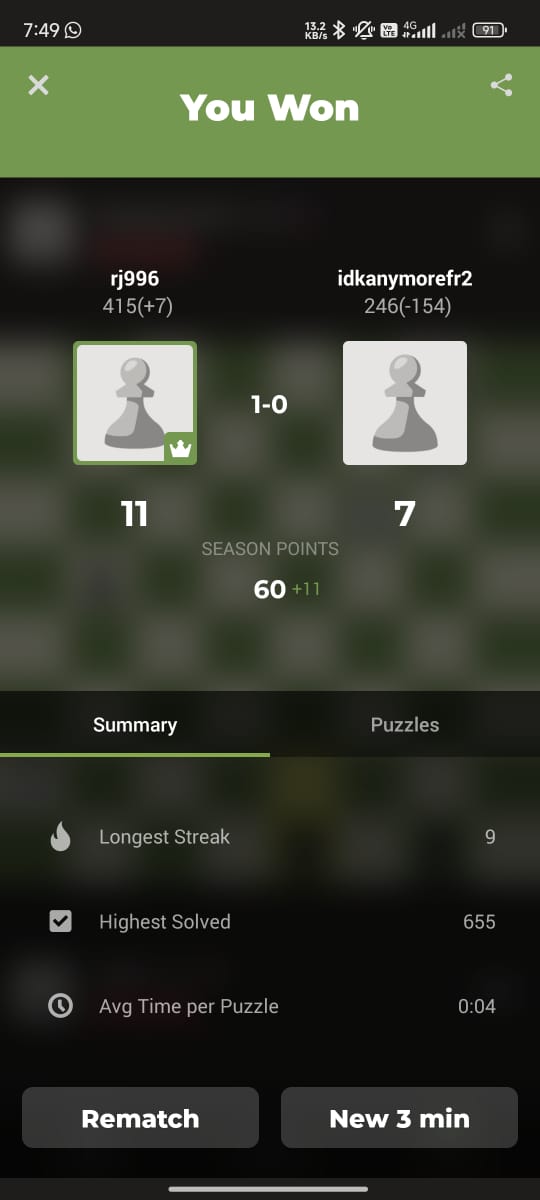 7:49
13.2
KB/s
Vo
LTE
4G
91
You Won
rj996
415(+7)
idkanymorefr2
246(-154)
1-0
11
7
SEASON POINTS
60 +11
Summary
Puzzles
Longest Streak
9
Highest Solved
655
Avg Time per Puzzle
0:04
Rematch
New 3 min